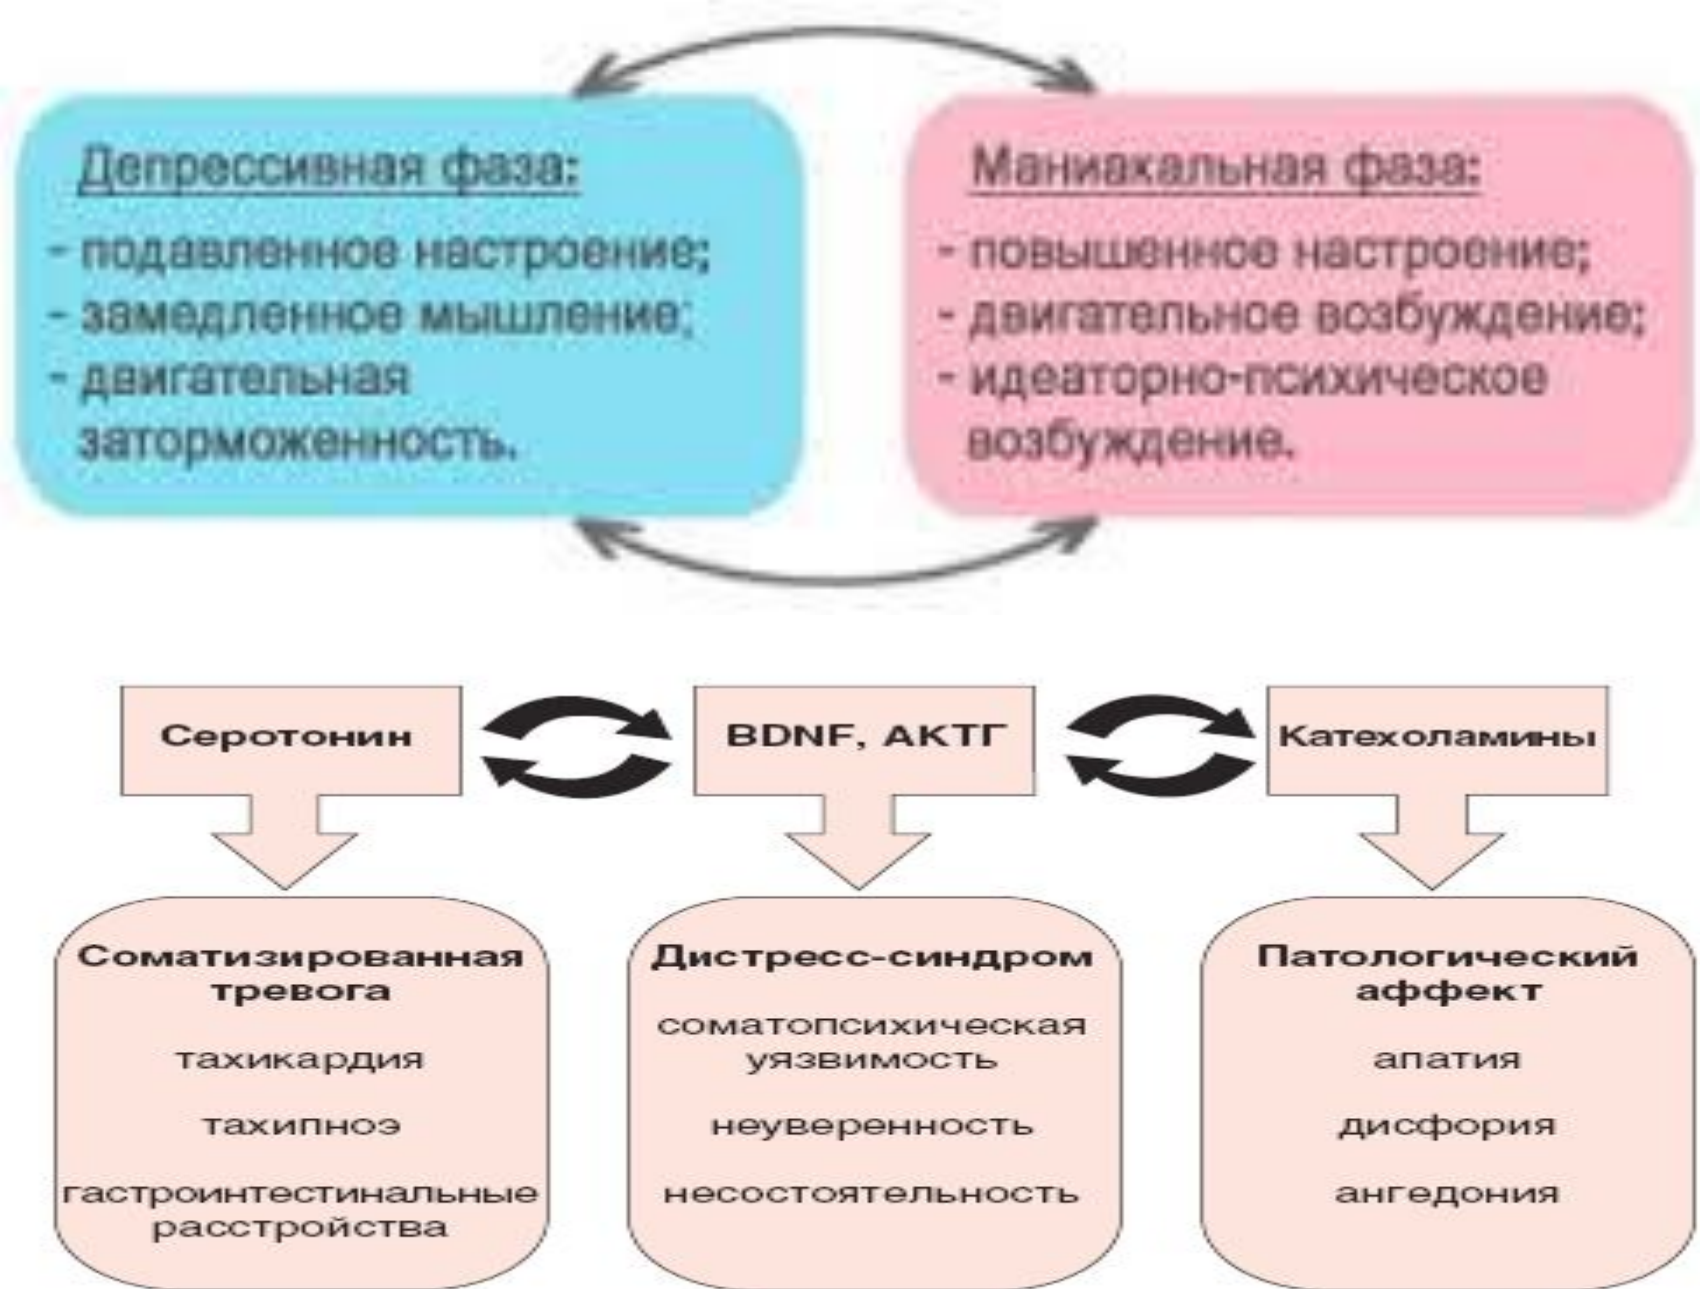 Депрессивная фаза:
- подавленное настроение;
- замедленное мышление;
- двигательная
заторможенность.
Маниакальная фаза:
- повышенное настроение;
- двигательное возбуждение;
- идеаторно-психическое
возбуждение.
Серотонин
BDNF, АКТГ
Катехоламины
Соматизированная
тревога
тахикардия
тахипноэ
гастроинтестинальные
расстройства
Дистресс-синдром
соматопсихическая
уязвимость
неуверенность
несостоятельность
Патологический
аффект
апатия
дисфория
ангедония